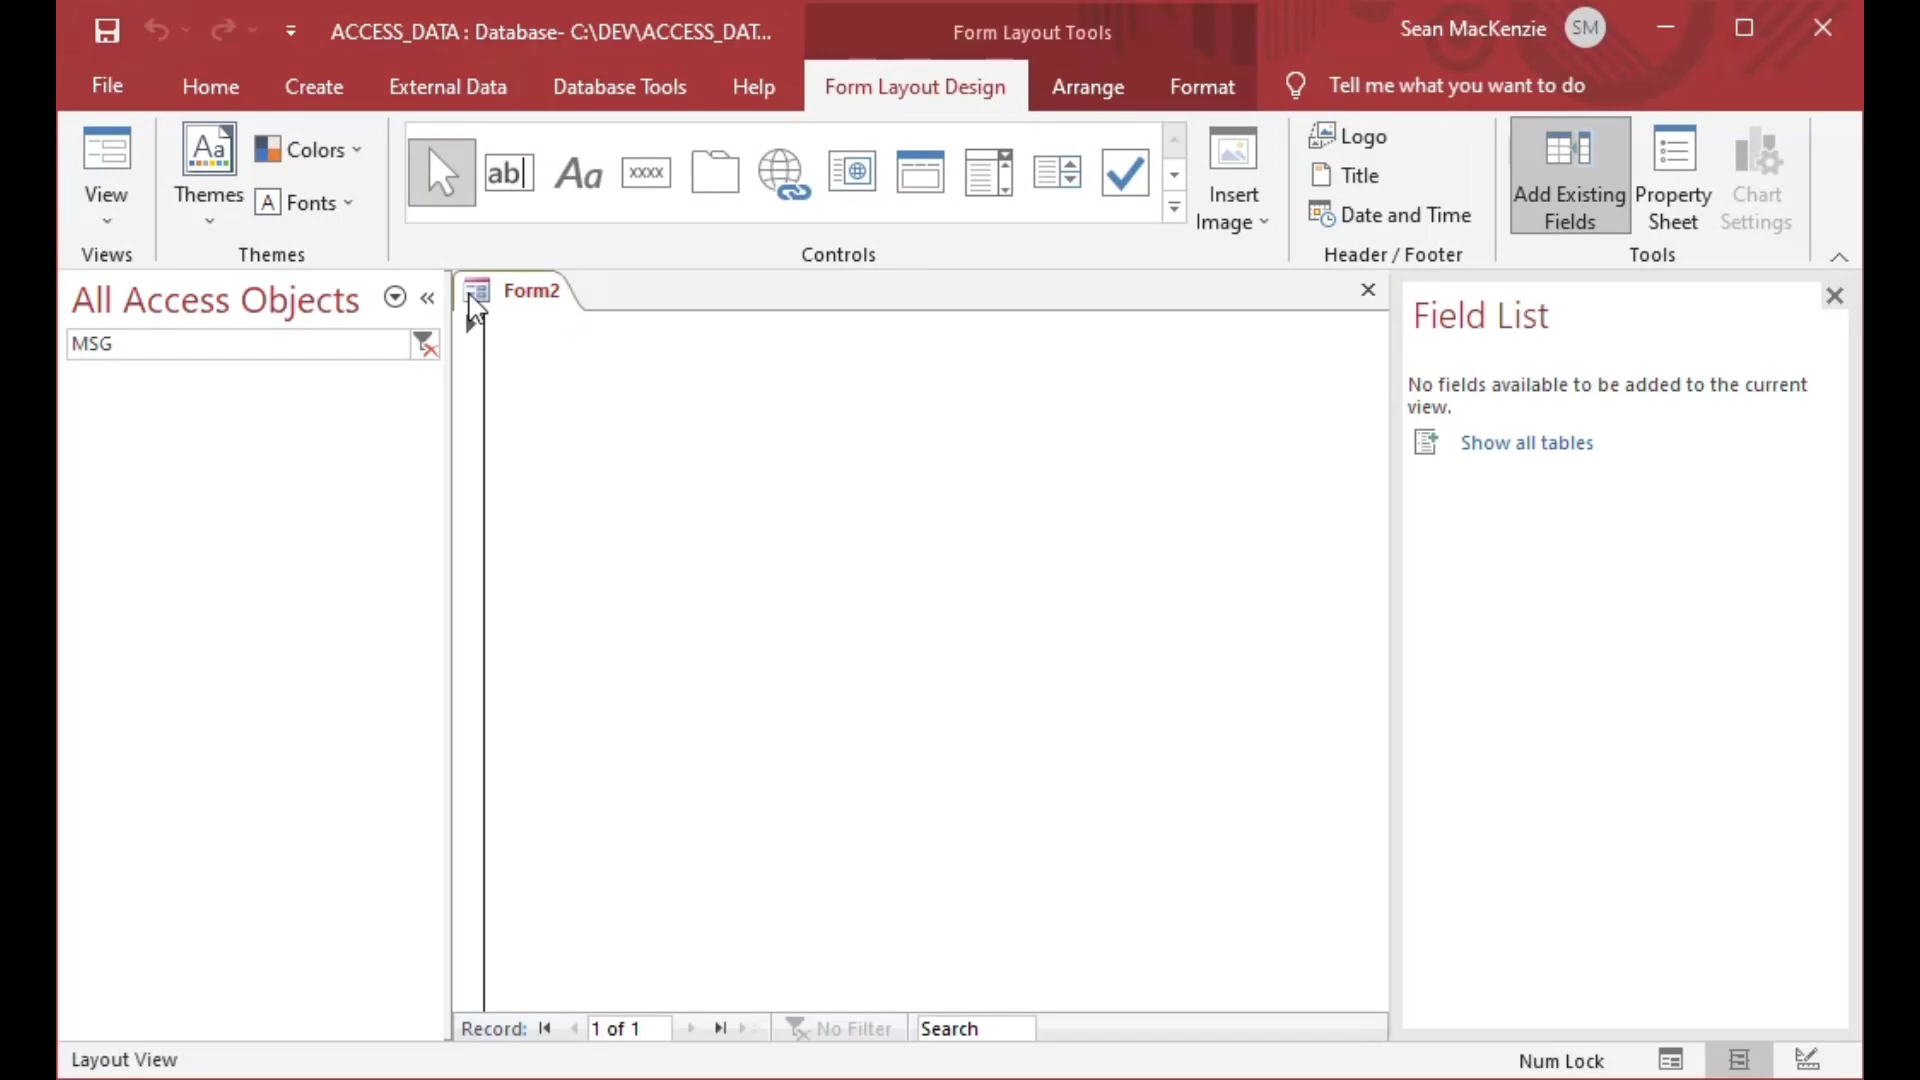 ACCESS_DATA : Database- C:\DEV\ACCESS_DAT...
Form Layout Tools
Sean MacKenzie
SM
File
Home
Create
External Data
Database Tools
Help
Form Layout Design
Arrange
Format
Tell me what you want to do
View
Views
Aa
Themes
Colors
A Fonts
Themes
ab
Aa
xxxx
Controls
Insert
Image
Logo
Title
Date and Time
Header / Footer
Add Existing
Fields
Property
Sheet
Chart
Settings
Tools
All Access Objects
MSG
Form2
Field List
No fields available to be added to the current
view.
Show all tables
Record:
1 of 1
No Filter
Search
Layout View
Num Lock